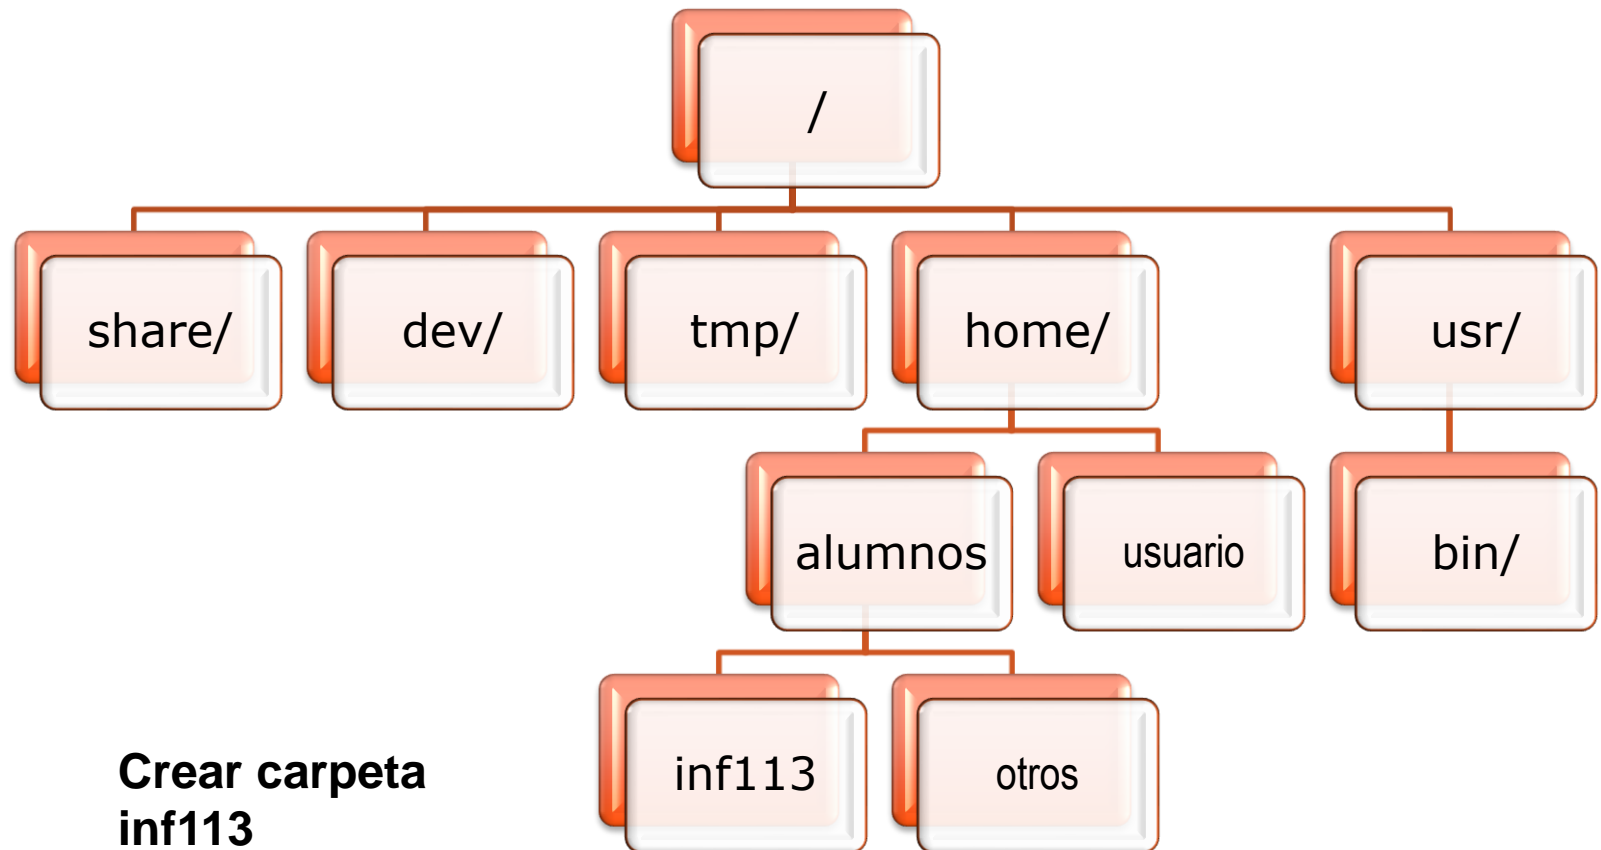 /
share/
dev/
tmp/
home/
usr/
alumnos
usuario
bin/
inf113
otros
Crear carpeta
inf113